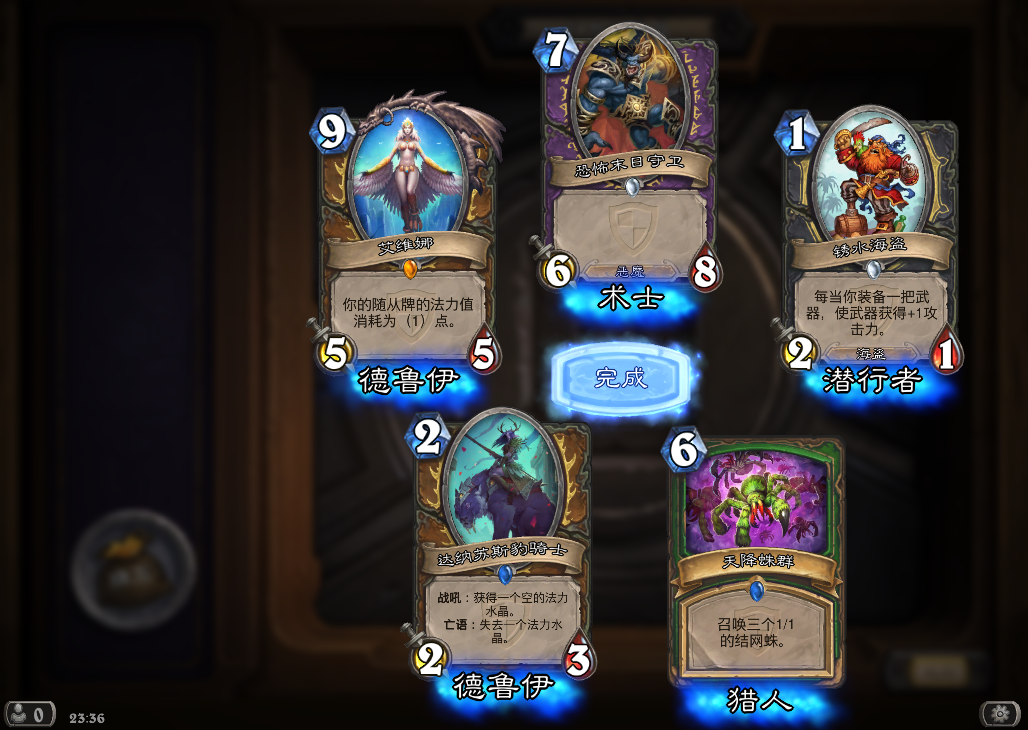 7
恐怖末日守卫
6
恶魔
8
术士
9
艾维娜
你的随从牌的法力值
消耗为（1）点。
5
5
德鲁伊
1
锈水海盗
每当你装备一把武
器，使武器获得+1攻
击力。
2
海盗
1
潜行者
完成
2
达纳苏斯豹骑士
战吼：获得一个空的法力
水晶。
亡语：失去一个法力水
晶。
2
3
德鲁伊
6
天降蛛群
召唤三个1/1
的结网蛛。
猎人
0
23:36